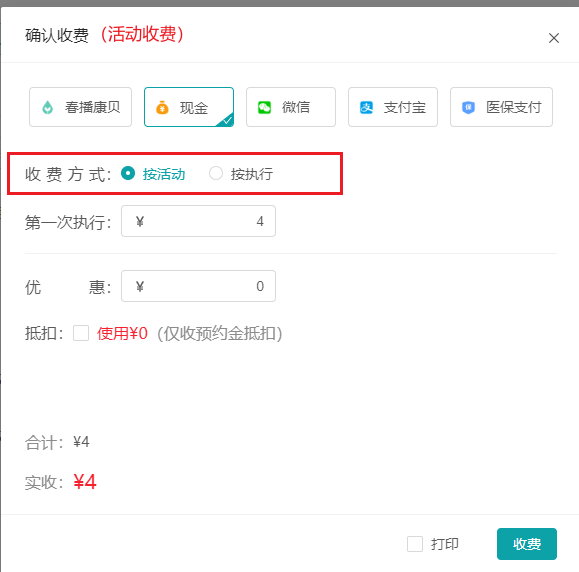 确认收费（活动收费）
春播康贝 现金 微信 支付宝 医保支付
收费方式： 按活动 按执行
第一次执行： ¥ 4
优惠： ¥ 0
抵扣： 使用¥0（仅收预约金抵扣）
合计： ¥4
实收： ¥4
打印 收费